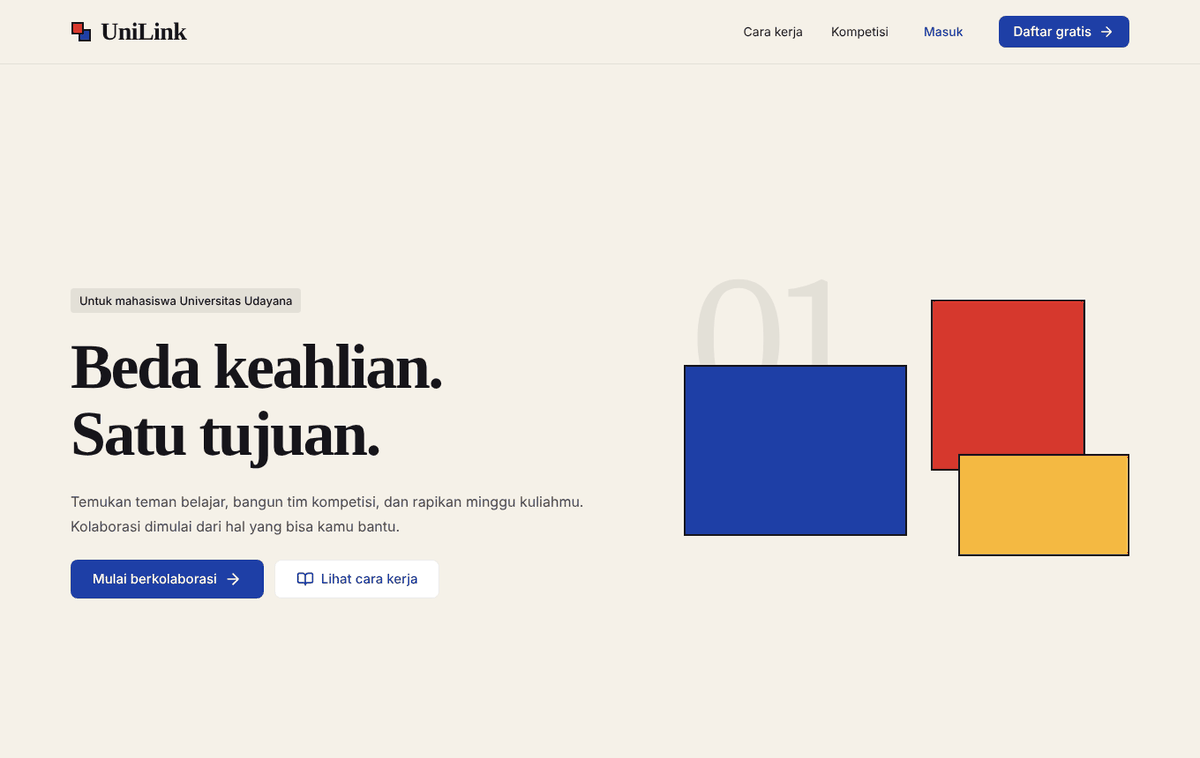 UniLink
Cara kerja
Kompetisi
Masuk
Daftar gratis
Untuk mahasiswa Universitas Udayana
Beda keahlian.
Satu tujuan.
Temukan teman belajar, bangun tim kompetisi, dan rapikan minggu kuliahmu.
Kolaborasi dimulai dari hal yang bisa kamu bantu.
Mulai berkolaborasi
Lihat cara kerja
01